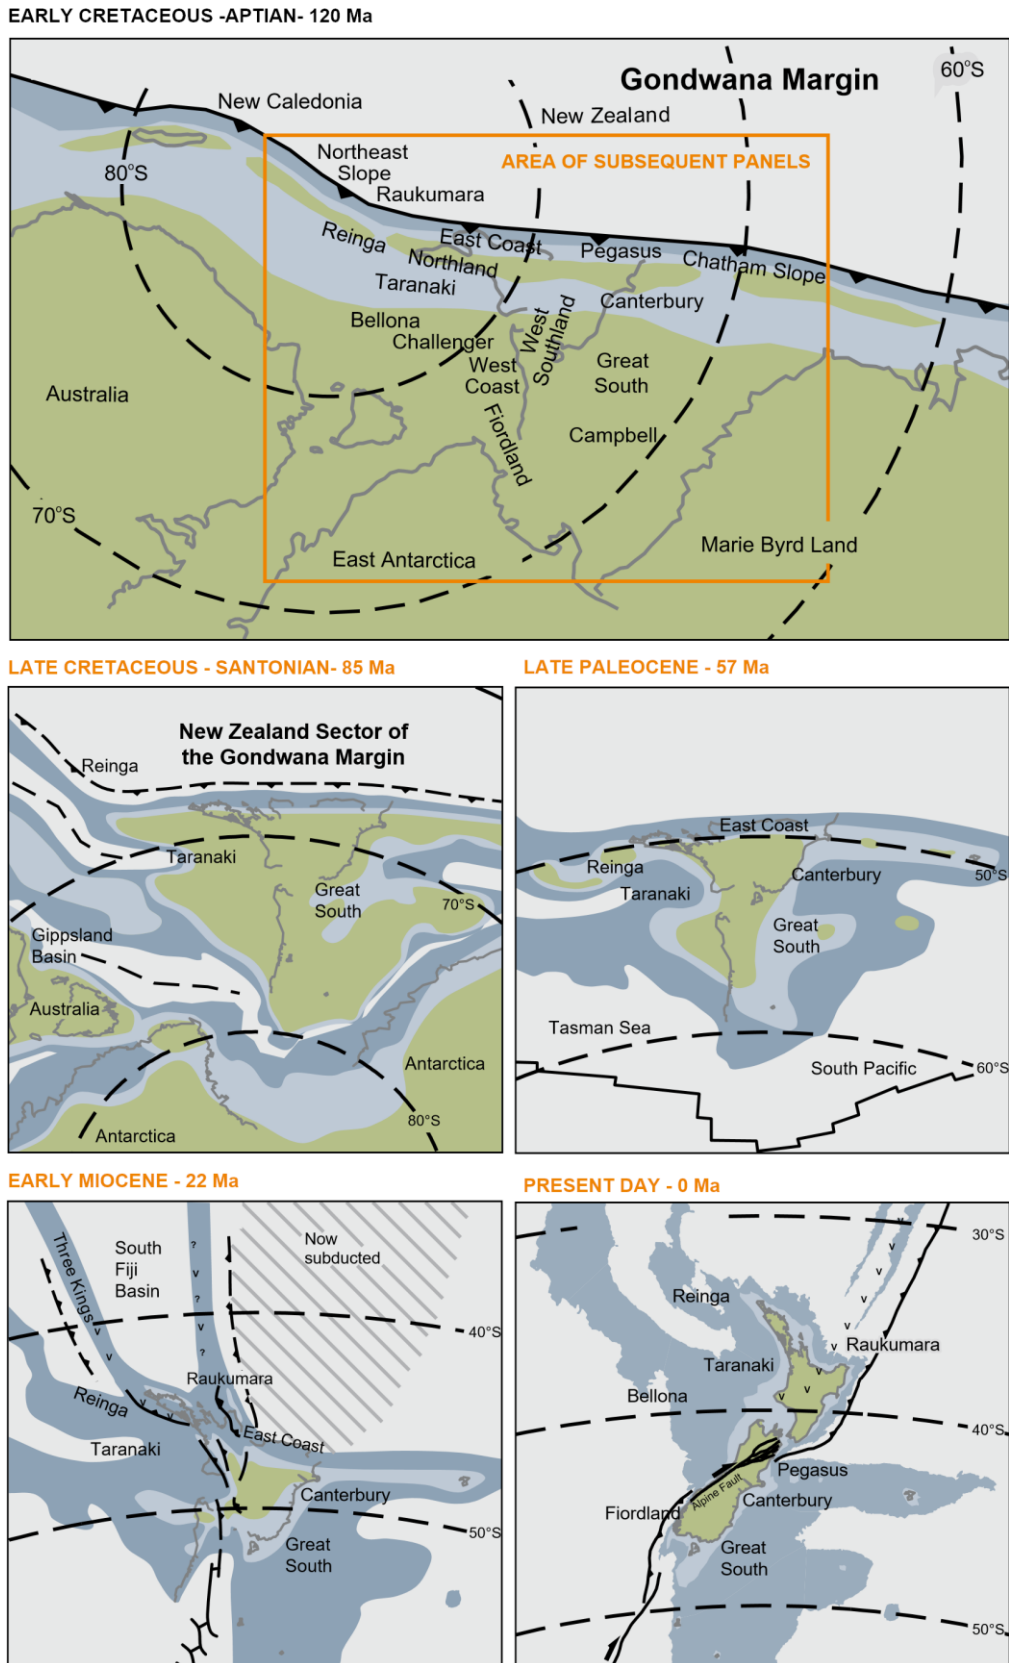 EARLY CRETACEOUS -APTIAN- 120 Ma
Gondwana Margin
60°S
New Caledonia
New Zealand
AREA OF SUBSEQUENT PANELS
Northeast
Slope
80°S
Raukumara
Reinga
East Coast
Pegasus
Chatham Slope
Northland
Taranaki
Canterbury
Bellona
Challenger
West
Southland
West
Coast
Great
South
Australia
Fiordland
Campbell
70°S
East Antarctica
Marie Byrd Land
LATE CRETACEOUS - SANTONIAN- 85 Ma
New Zealand Sector of
the Gondwana Margin
Reinga
Taranaki
Great
South
70°S
Gippsland
Basin
Australia
Antarctica
80°S
Antarctica
LATE PALEOCENE - 57 Ma
East Coast
Reinga
Taranaki
Canterbury
50°S
Great
South
Tasman Sea
South Pacific
60°S
EARLY MIOCENE - 22 Ma
Three Kings
South
Fiji
Basin
?
v
?
v
?
v
v
Now
subducted
40°S
Raukumara
Reinga
v
v
East Coast
Taranaki
Canterbury
50°S
Great
South
PRESENT DAY - 0 Ma
v
v
v
v
v
v
30°S
Reinga
Raukumara
Taranaki
v
v
v
Bellona
40°S
Pegasus
Alpine Fault
Canterbury
Fiordland
Great
South
50°S